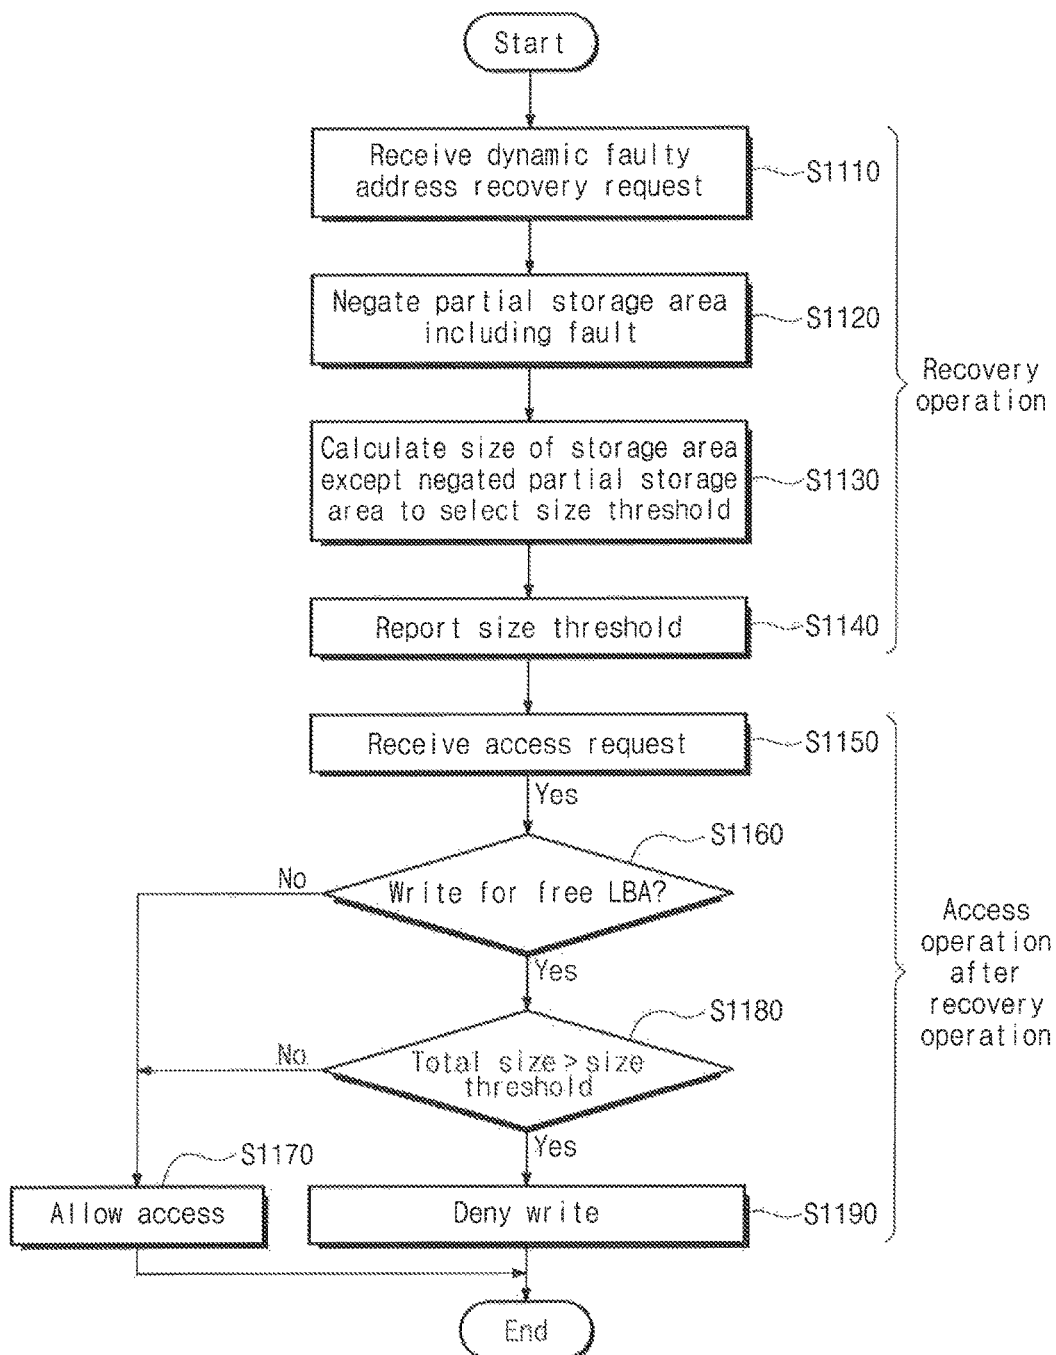 Start
Receive dynamic faulty
address recovery request
S1110
Negate partial storage area
including fault
S1120
Recovery
operation
Calculate size of storage area
except negated partial storage
area to select size threshold
S1130
Report size threshold
S1140
Receive access request
S1150
Yes
S1160
No
Write for free LBA?
Yes
Access
operation
after
recovery
operation
S1180
No
Total size > size
threshold
Yes
S1170
Allow access
Deny write
S1190
End